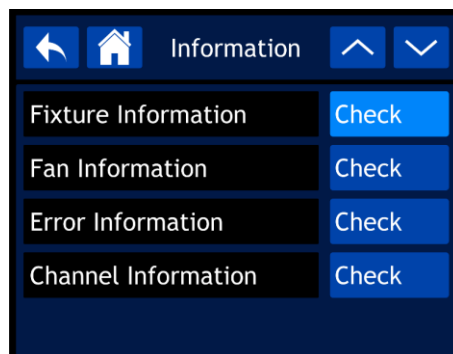 Information
Fixture Information Check
Fan Information Check
Error Information Check
Channel Information Check